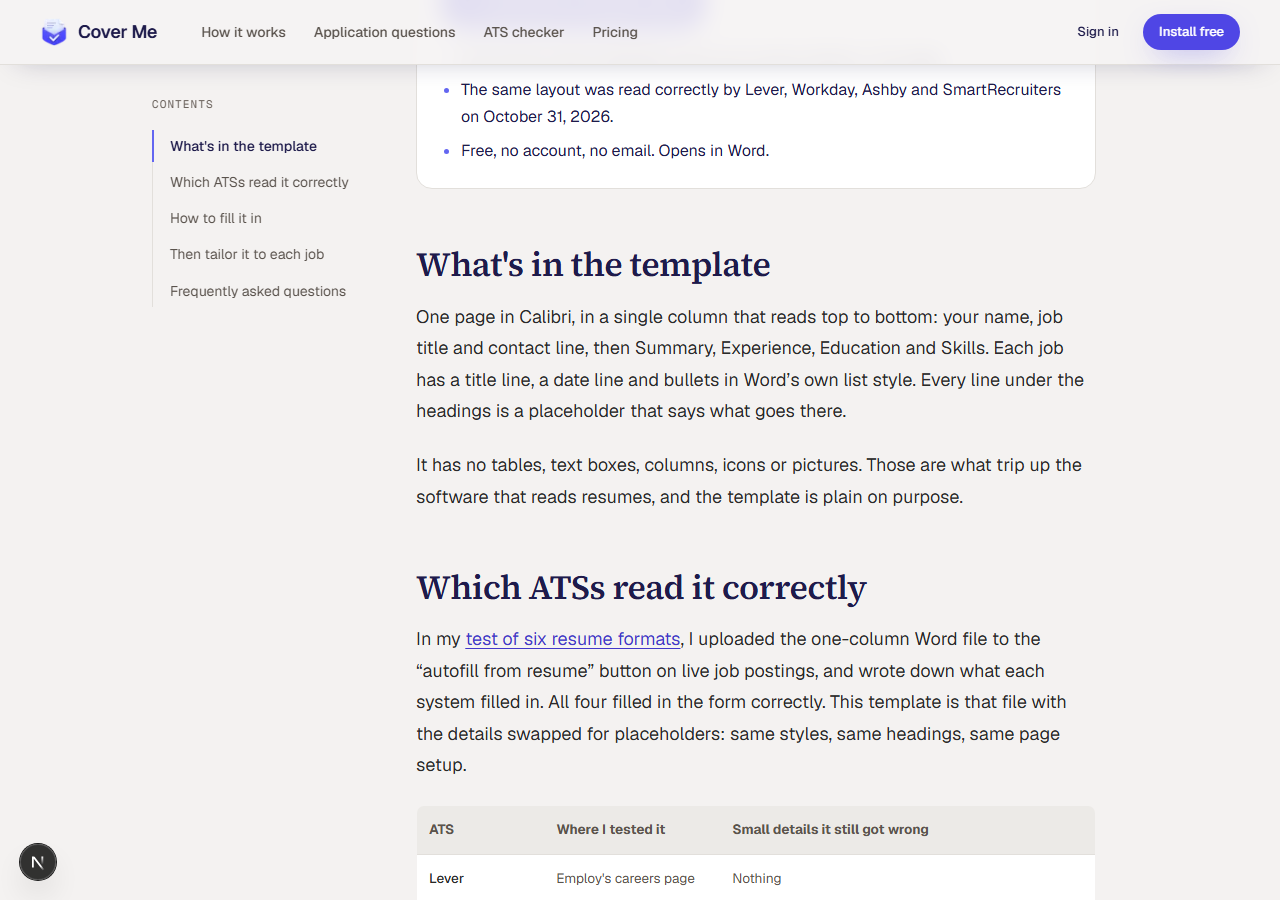 Cover Me
How it works
Application questions
ATS checker
Pricing
Sign in
Install free
CONTENTS
What's in the template
Which ATSs read it correctly
How to fill it in
Then tailor it to each job
Frequently asked questions
The same layout was read correctly by Lever, Workday, Ashby and SmartRecruiters
on October 31, 2026.
Free, no account, no email. Opens in Word.
What's in the template
One page in Calibri, in a single column that reads top to bottom: your name, job
title and contact line, then Summary, Experience, Education and Skills. Each job
has a title line, a date line and bullets in Word’s own list style. Every line under the
headings is a placeholder that says what goes there.
It has no tables, text boxes, columns, icons or pictures. Those are what trip up the
software that reads resumes, and the template is plain on purpose.
Which ATSs read it correctly
In my test of six resume formats, I uploaded the one-column Word file to the
“autofill from resume” button on live job postings, and wrote down what each
system filled in. All four filled in the form correctly. This template is that file with
the details swapped for placeholders: same styles, same headings, same page
setup.
ATS
Where I tested it
Small details it still got wrong
Lever
Employ's careers page
Nothing
N